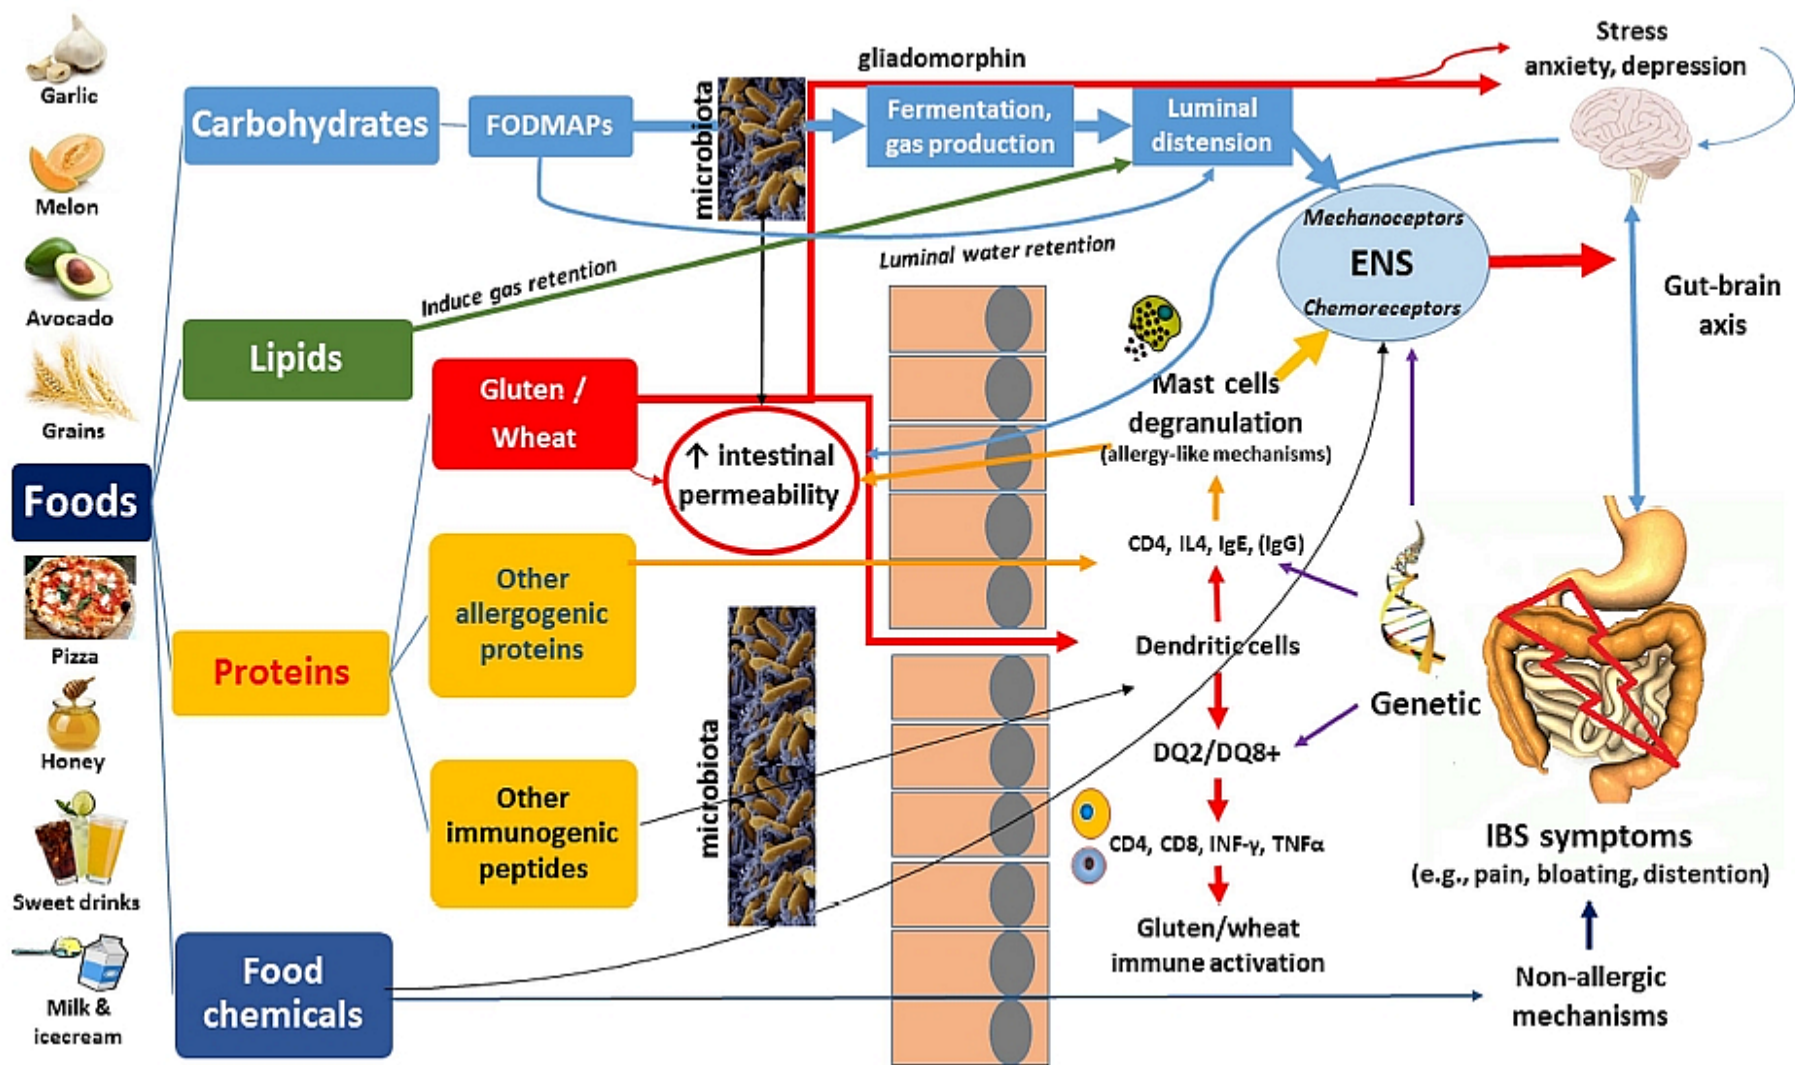 Garlic
Melon
Avocado
Grains
Foods
Pizza
Honey
Sweet drinks
Milk &
icecream
Carbohydrates
FODMAPs
microbiota
gliadomorphin
Fermentation,
gas production
Luminal
distension
Stress
anxiety, depression
Induce gas retention
Luminal water retention
Mechanoceptors
ENS
Chemoreceptors
Gut-brain
axis
Lipids
Gluten /
Wheat
↑ intestinal
permeability
Mast cells
degranulation
(allergy-like mechanisms)
CD4, IL4, IgE, (IgG)
Other
allergogenic
proteins
Proteins
Dendritic cells
Genetic
DQ2/DQ8+
Other
immunogenic
peptides
microbiota
CD4, CD8, INF-γ, TNFα
Gluten/wheat
immune activation
IBS symptoms
(e.g., pain, bloating, distention)
Food
chemicals
Non-allergic
mechanisms